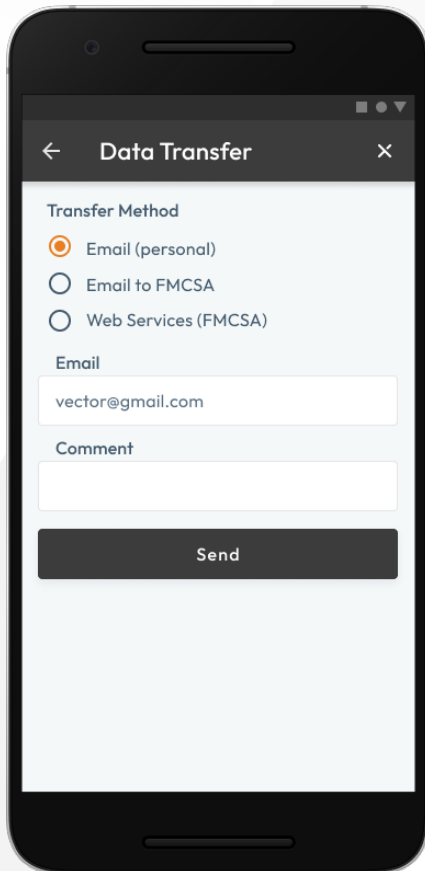 Data Transfer
Transfer Method
Email (personal)
Email to FMCSA
Web Services (FMCSA)
Email
vector@gmail.com
Comment
Send